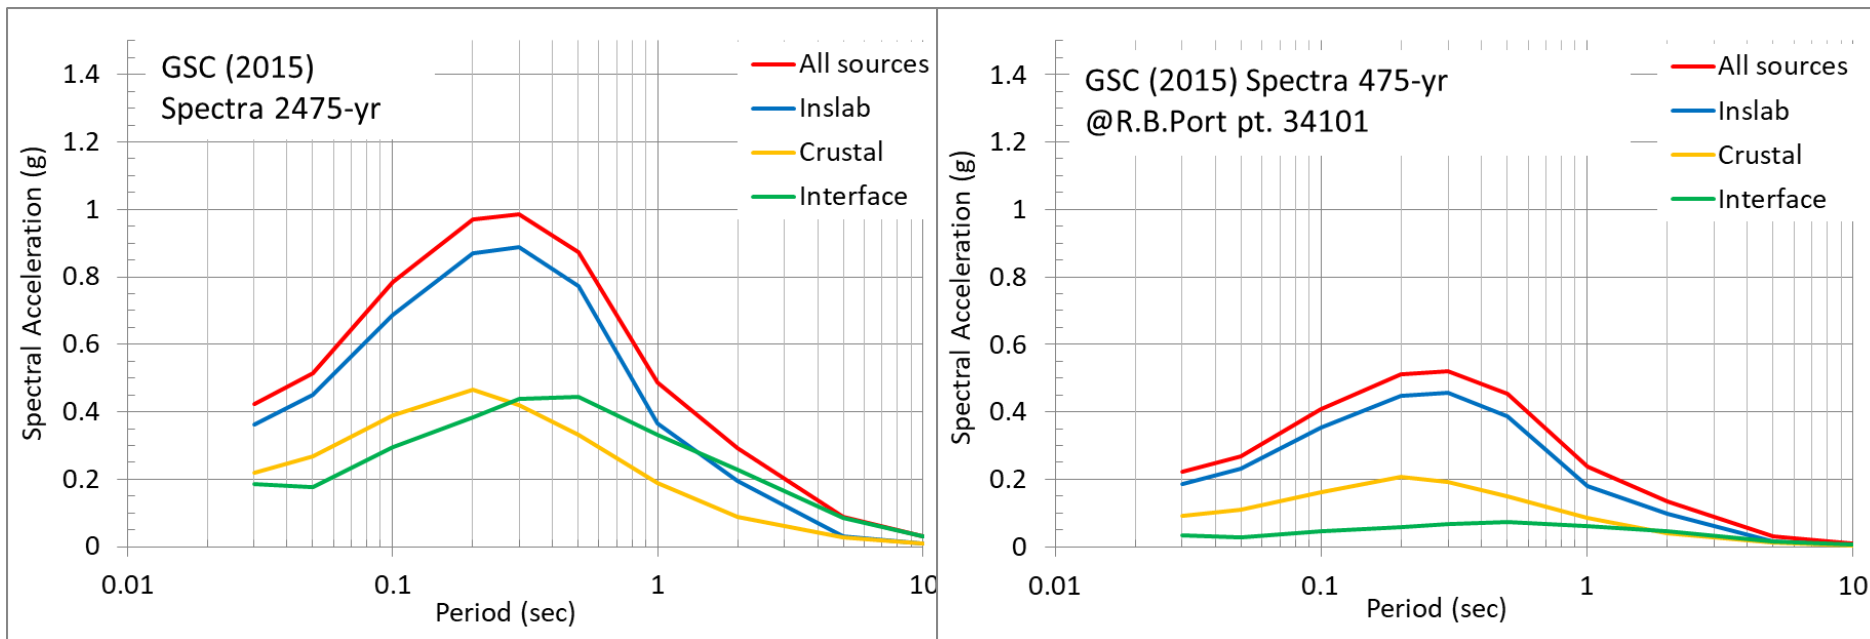 GSC (2015)
Spectra 2475-yr
All sources
Inslab
Crustal
Interface
Spectral Acceleration (g)
1.4
1.2
1
0.8
0.6
0.4
0.2
0
0.01
0.1
1
10
Period (sec)
GSC (2015) Spectra 475-yr
@R.B.Port pt. 34101
All sources
Inslab
Crustal
Interface
Spectral Acceleration (g)
1.4
1.2
1
0.8
0.6
0.4
0.2
0
0.01
0.1
1
10
Period (sec)